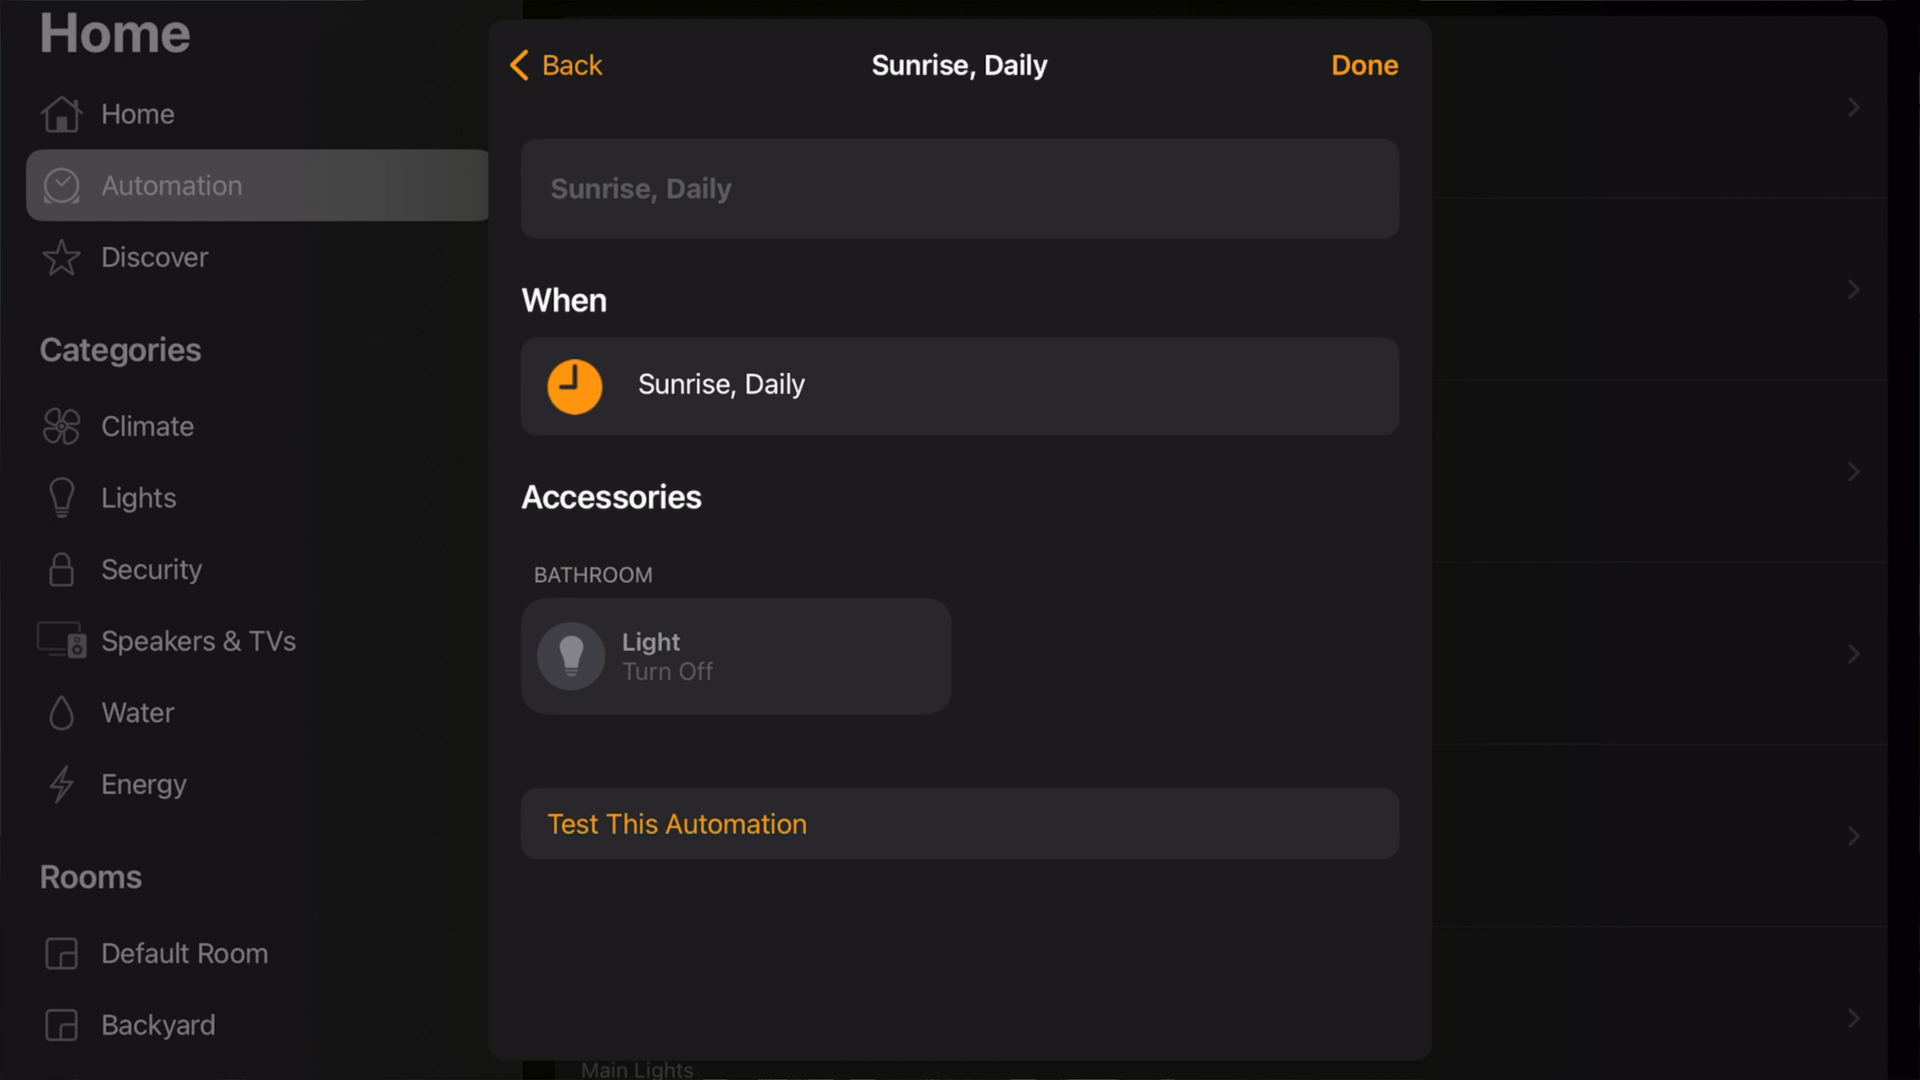 Home
Home
Automation
Discover
Categories
Climate
Lights
Security
Speakers & TVs
Water
Energy
Rooms
Default Room
Backyard
Back
Sunrise, Daily
Done
Sunrise, Daily
When
Sunrise, Daily
Accessories
BATHROOM
Light
Turn Off
Test This Automation
Main Lights